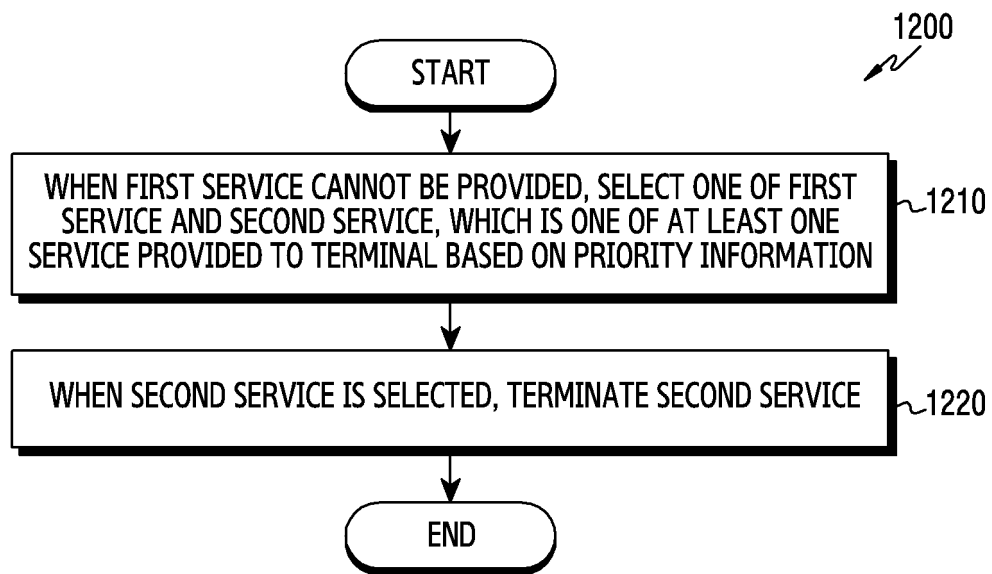 1200
START
WHEN FIRST SERVICE CANNOT BE PROVIDED, SELECT ONE OF FIRST
SERVICE AND SECOND SERVICE, WHICH IS ONE OF AT LEAST ONE
SERVICE PROVIDED TO TERMINAL BASED ON PRIORITY INFORMATION
1210
WHEN SECOND SERVICE IS SELECTED, TERMINATE SECOND SERVICE
1220
END